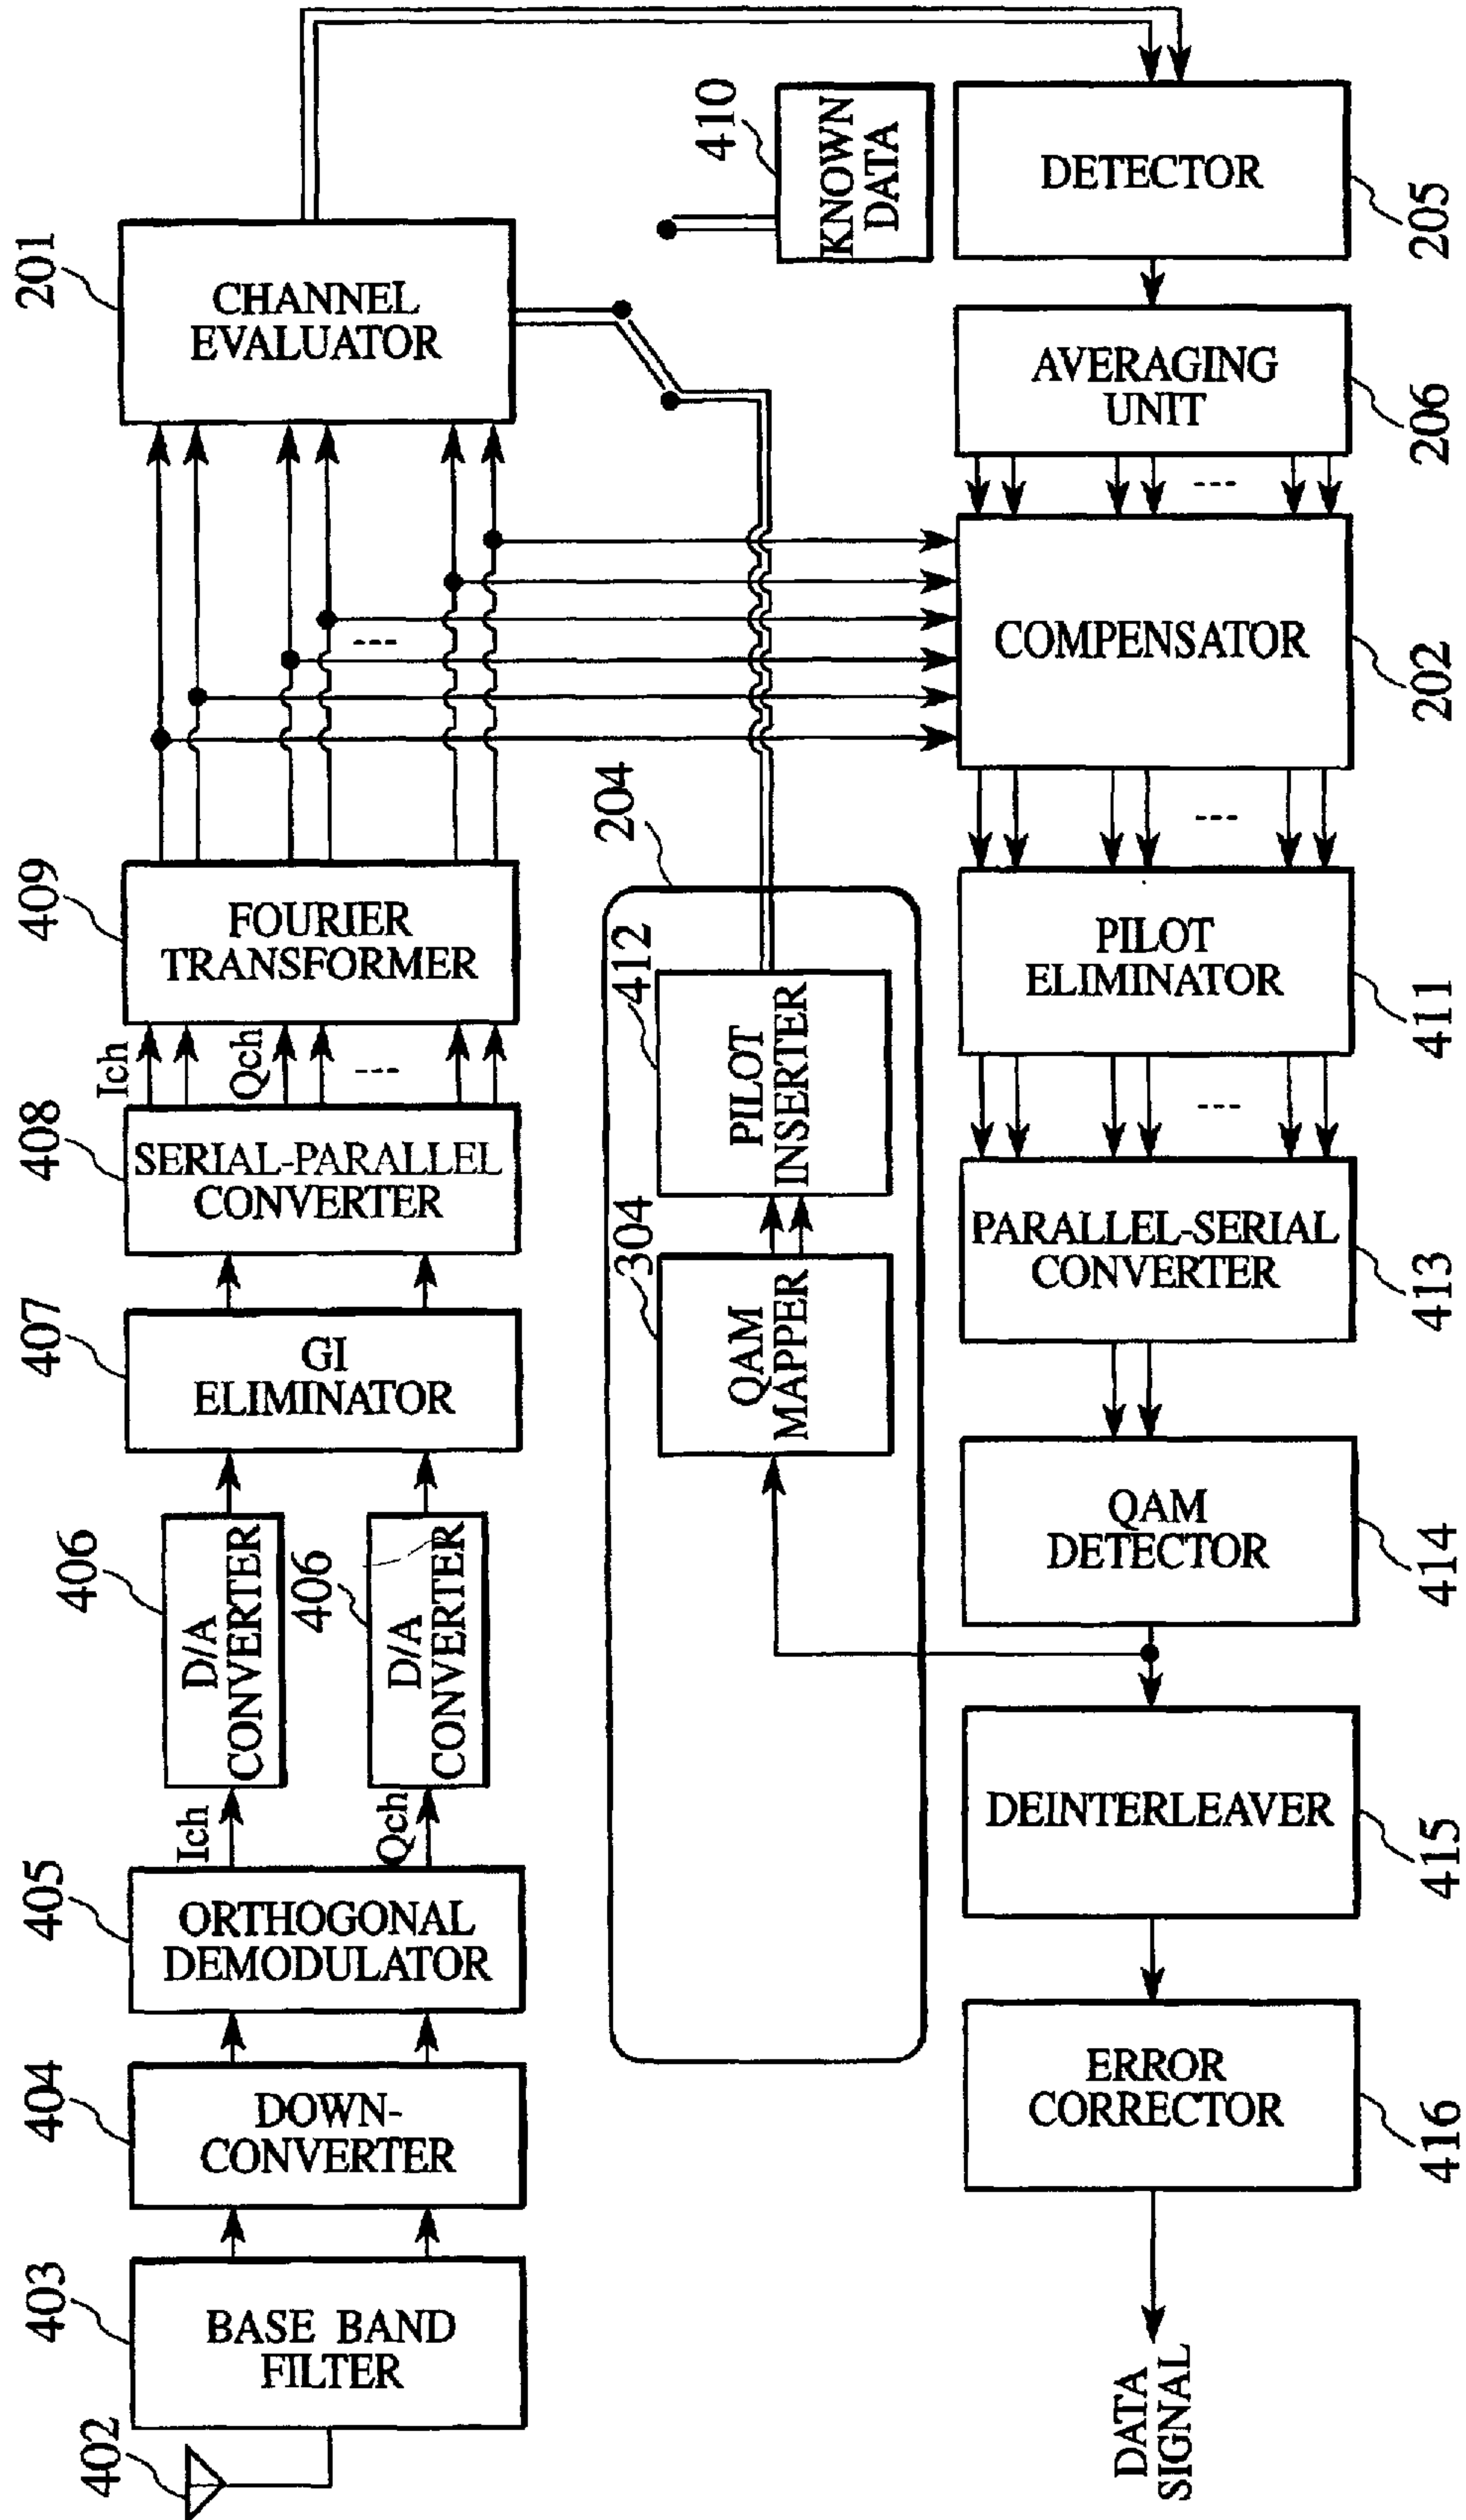 402
403
BASE BAND
FILTER
404
DOWN-
CONVERTER
405
ORTHOGONAL
DEMODULATOR
Ich
Qch
406
D/A
CONVERTER
406
D/A
CONVERTER
407
GI
ELIMINATOR
408
SERIAL-PARALLEL
CONVERTER
Ich
Qch
---
409
FOURIER
TRANSFORMER
---
201
CHANNEL
EVALUATOR
204
304
QAM
MAPPER
412
PILOT
INSERTER
410
KNOWN
DATA
DETECTOR
205
AVERAGING
UNIT
206
---
COMPENSATOR
202
---
PILOT
ELIMINATOR
411
---
PARALLEL-SERIAL
CONVERTER
413
QAM
DETECTOR
414
DEINTERLEAVER
415
ERROR
CORRECTOR
416
DATA
SIGNAL